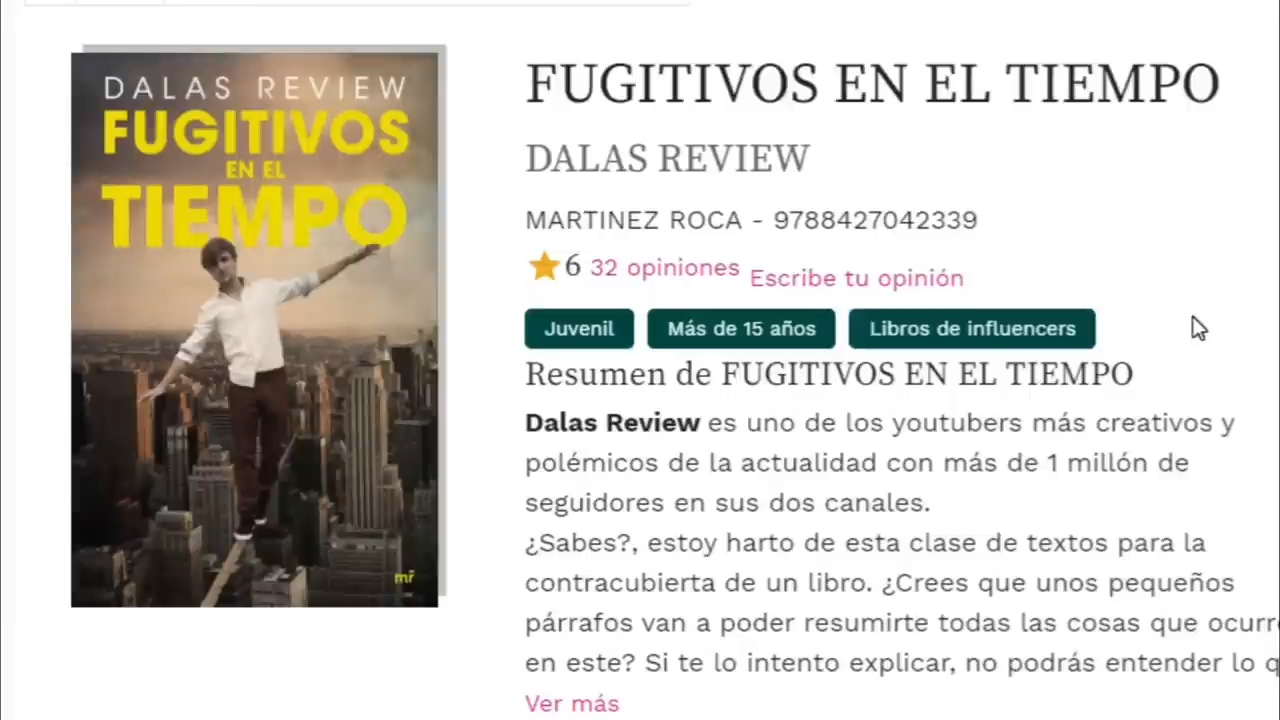 DALAS REVIEW
FUGITIVOS
EN EL
TIEMPO
mr
FUGITIVOS EN EL TIEMPO
DALAS REVIEW
MARTINEZ ROCA - 9788427042339
6 32 opiniones Escribe tu opinión
Juvenil Más de 15 años Libros de influencers
Resumen de FUGITIVOS EN EL TIEMPO
Dalas Review es uno de los youtubers más creativos y
polémicos de la actualidad con más de 1 millón de
seguidores en sus dos canales.
¿Sabes?, estoy harto de esta clase de textos para la
contracubierta de un libro. ¿Crees que unos pequeños
párrafos van a poder resumirte todas las cosas que
en este? Si te lo intento explicar, no podrás entender lo
Ver más